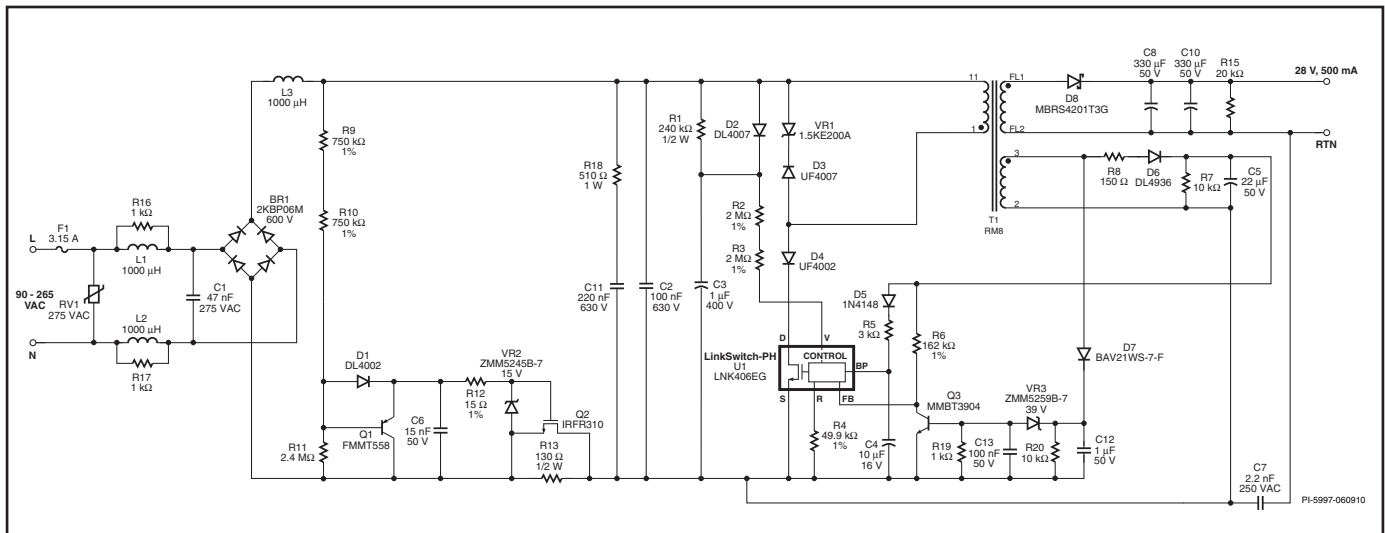 L3
1000 μH
R9
750 kΩ
1%
R10
750 kΩ
1%
R11
2.4 MΩ
BR1
2KBP06M
600 V
R16
1 kΩ
F1
3.15 A
L
L1
1000 μH
90 - 265
VAC
RV1
275 VAC
C1
47 nF
275 VAC
L2
1000 μH
N
R17
1 kΩ
D1
DL4002
Q1
FMMT558
C6
15 nF
50 V
R12
15 Ω
1%
VR2
ZMM5245B-7
15 V
Q2
IRFR310
R13
130 Ω
1/2 W
R18
510 Ω
1 W
C11
220 nF
630 V
C2
100 nF
630 V
R1
240 kΩ
1/2 W
C3
1 μF
400 V
D2
DL4007
VR1
1.5KE200A
D3
UF4007
R2
2 MΩ
1%
R3
2 MΩ
1%
D4
UF4002
LinkSwitch-PH
U1
LNK406EG
D
V
CONTROL
BP
S
R
FB
R4
49.9 kΩ
1%
D5
1N4148
R5
3 kΩ
C4
10 μF
16 V
R6
162 kΩ
1%
Q3
MMBT3904
R19
1 kΩ
C13
100 nF
50 V
VR3
ZMM5259B-7
39 V
R20
10 kΩ
C12
1 μF
50 V
D7
BAV21WS-7-F
11
1
FL1
FL2
3
2
T1
RM8
D8
MBRS4201T3G
C8
330 μF
50 V
C10
330 μF
50 V
R15
20 kΩ
28 V, 500 mA
RTN
R8
150 Ω
D6
DL4936
R7
10 kΩ
C5
22 μF
50 V
C7
2.2 nF
250 VAC
PI-5997-060910